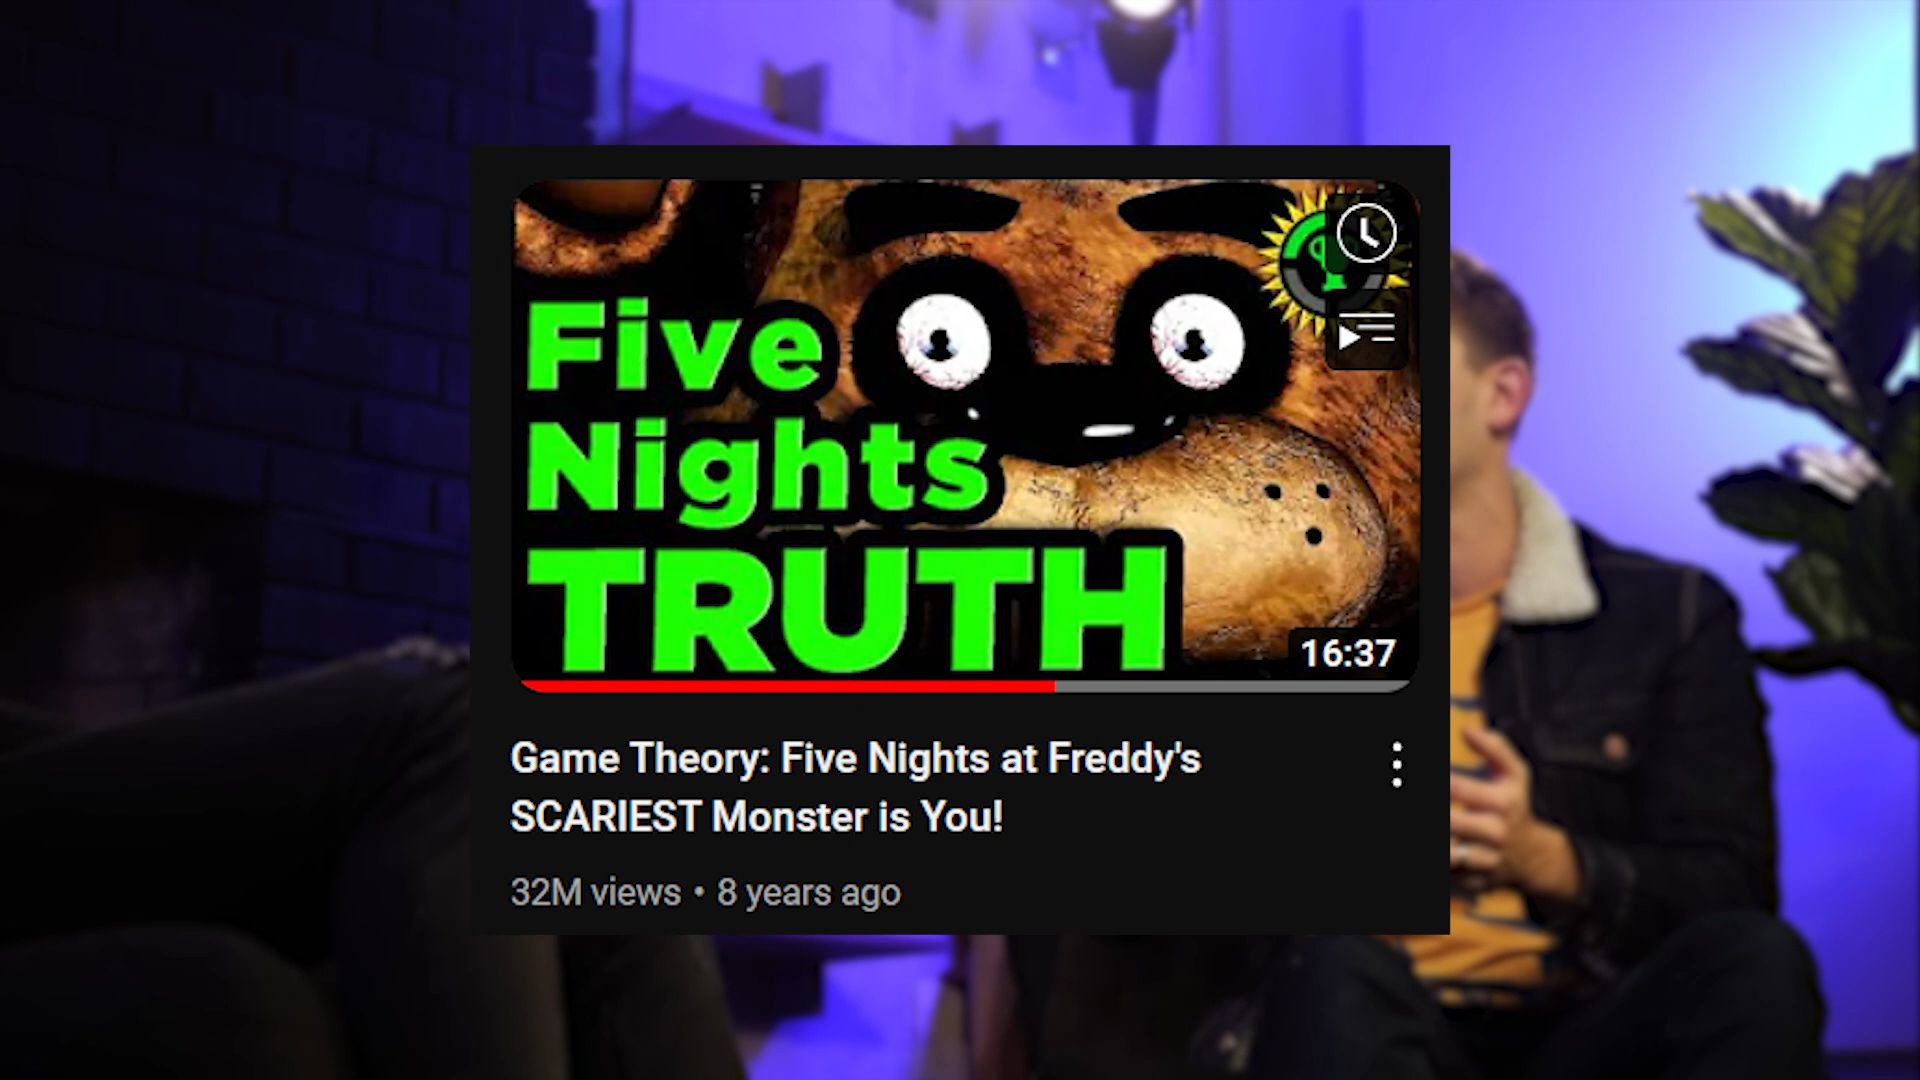 Five
Nights
TRUTH
16:37
Game Theory: Five Nights at Freddy's
SCARIEST Monster is You!
32M views • 8 years ago